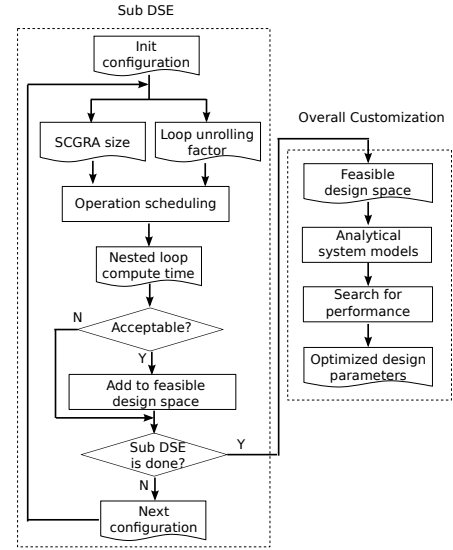 Sub DSE
Init
configuration
SCGRA size
Loop unrolling
factor
Operation scheduling
Nested loop
compute time
N
Acceptable?
Y
Add to feasible
design space
Sub DSE
is done?
Y
N
Next
configuration
Overall Customization
Feasible
design space
Analytical
system models
Search for
performance
Optimized design
parameters